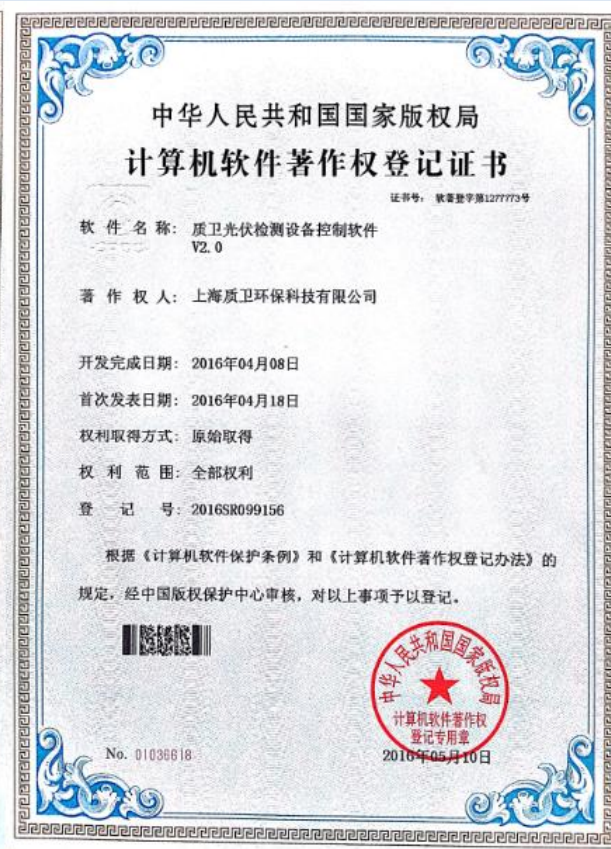 中华人民共和国国家版权局
计算机软件著作权登记证书
证书号： 软著登字第1277773号
软件名称： 质卫光伏检测设备控制软件
V2.0
著作权人： 上海质卫环保科技有限公司
开发完成日期： 2016年04月08日
首次发表日期： 2016年04月18日
权利取得方式： 原始取得
权利范围： 全部权利
登记号： 2016SR099156
根据《计算机软件保护条例》和《计算机软件著作权登记办法》的
规定，经中国版权保护中心审核，对以上事项予以登记。
中华人民共和国国家版权局
计算机软件著作权
登记专用章
No. 01036618
2016年05月10日